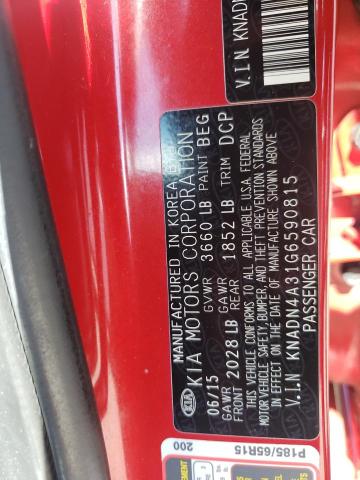 V.I.N KNADN
MANUFACTURED IN KOREA BY
KIA MOTORS CORPORATION
06/15 GVWR 3660 LB PAINT BEG
GAWR FRONT 2028 LB GAWR REAR 1852 LB TRIM DCP
THIS VEHICLE CONFORMS TO ALL APPLICABLE U.S.A FEDERAL
MOTOR VEHICLE SAFETY, BUMPER, AND THEFT PREVENTION STANDARDS
IN EFFECT ON THE DATE OF MANUFACTURE SHOWN ABOVE
V.I.N KNADN4A31G6590815
PASSENGER CAR
KIA
P185/65R15
200